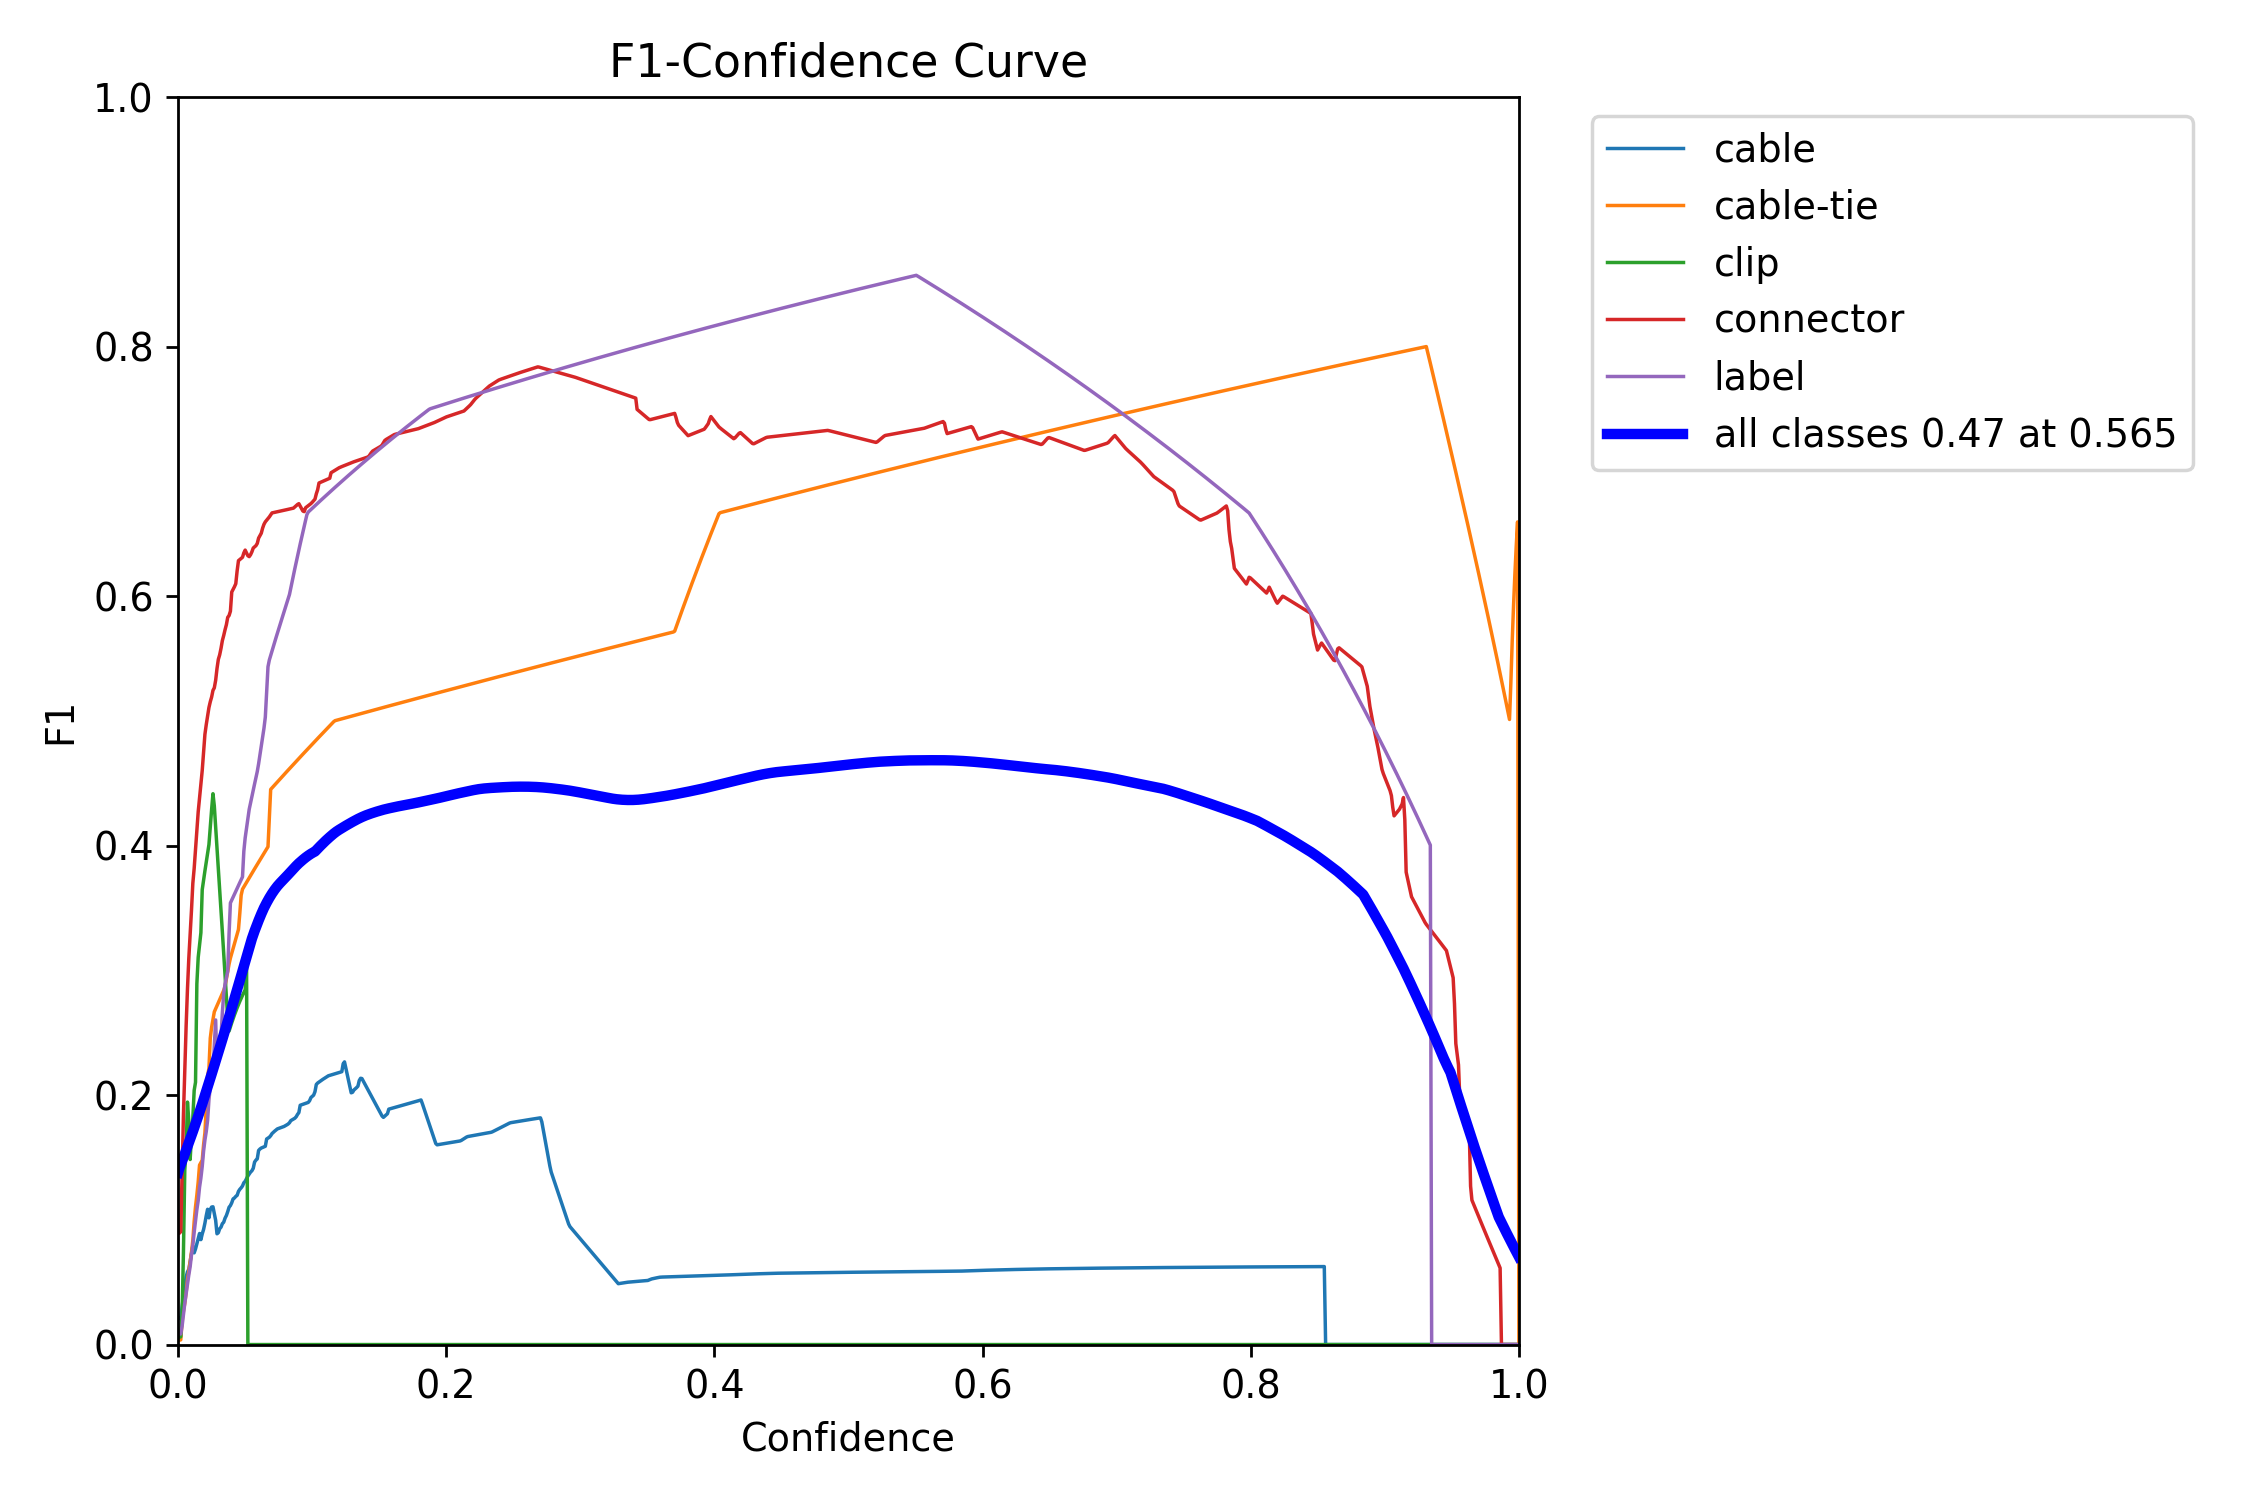 F1-Confidence Curve
1.0
0.8
0.6
0.4
0.2
0.0
F1
0.0 0.2 0.4 0.6 0.8 1.0
Confidence
cable
cable-tie
clip
connector
label
all classes 0.47 at 0.565